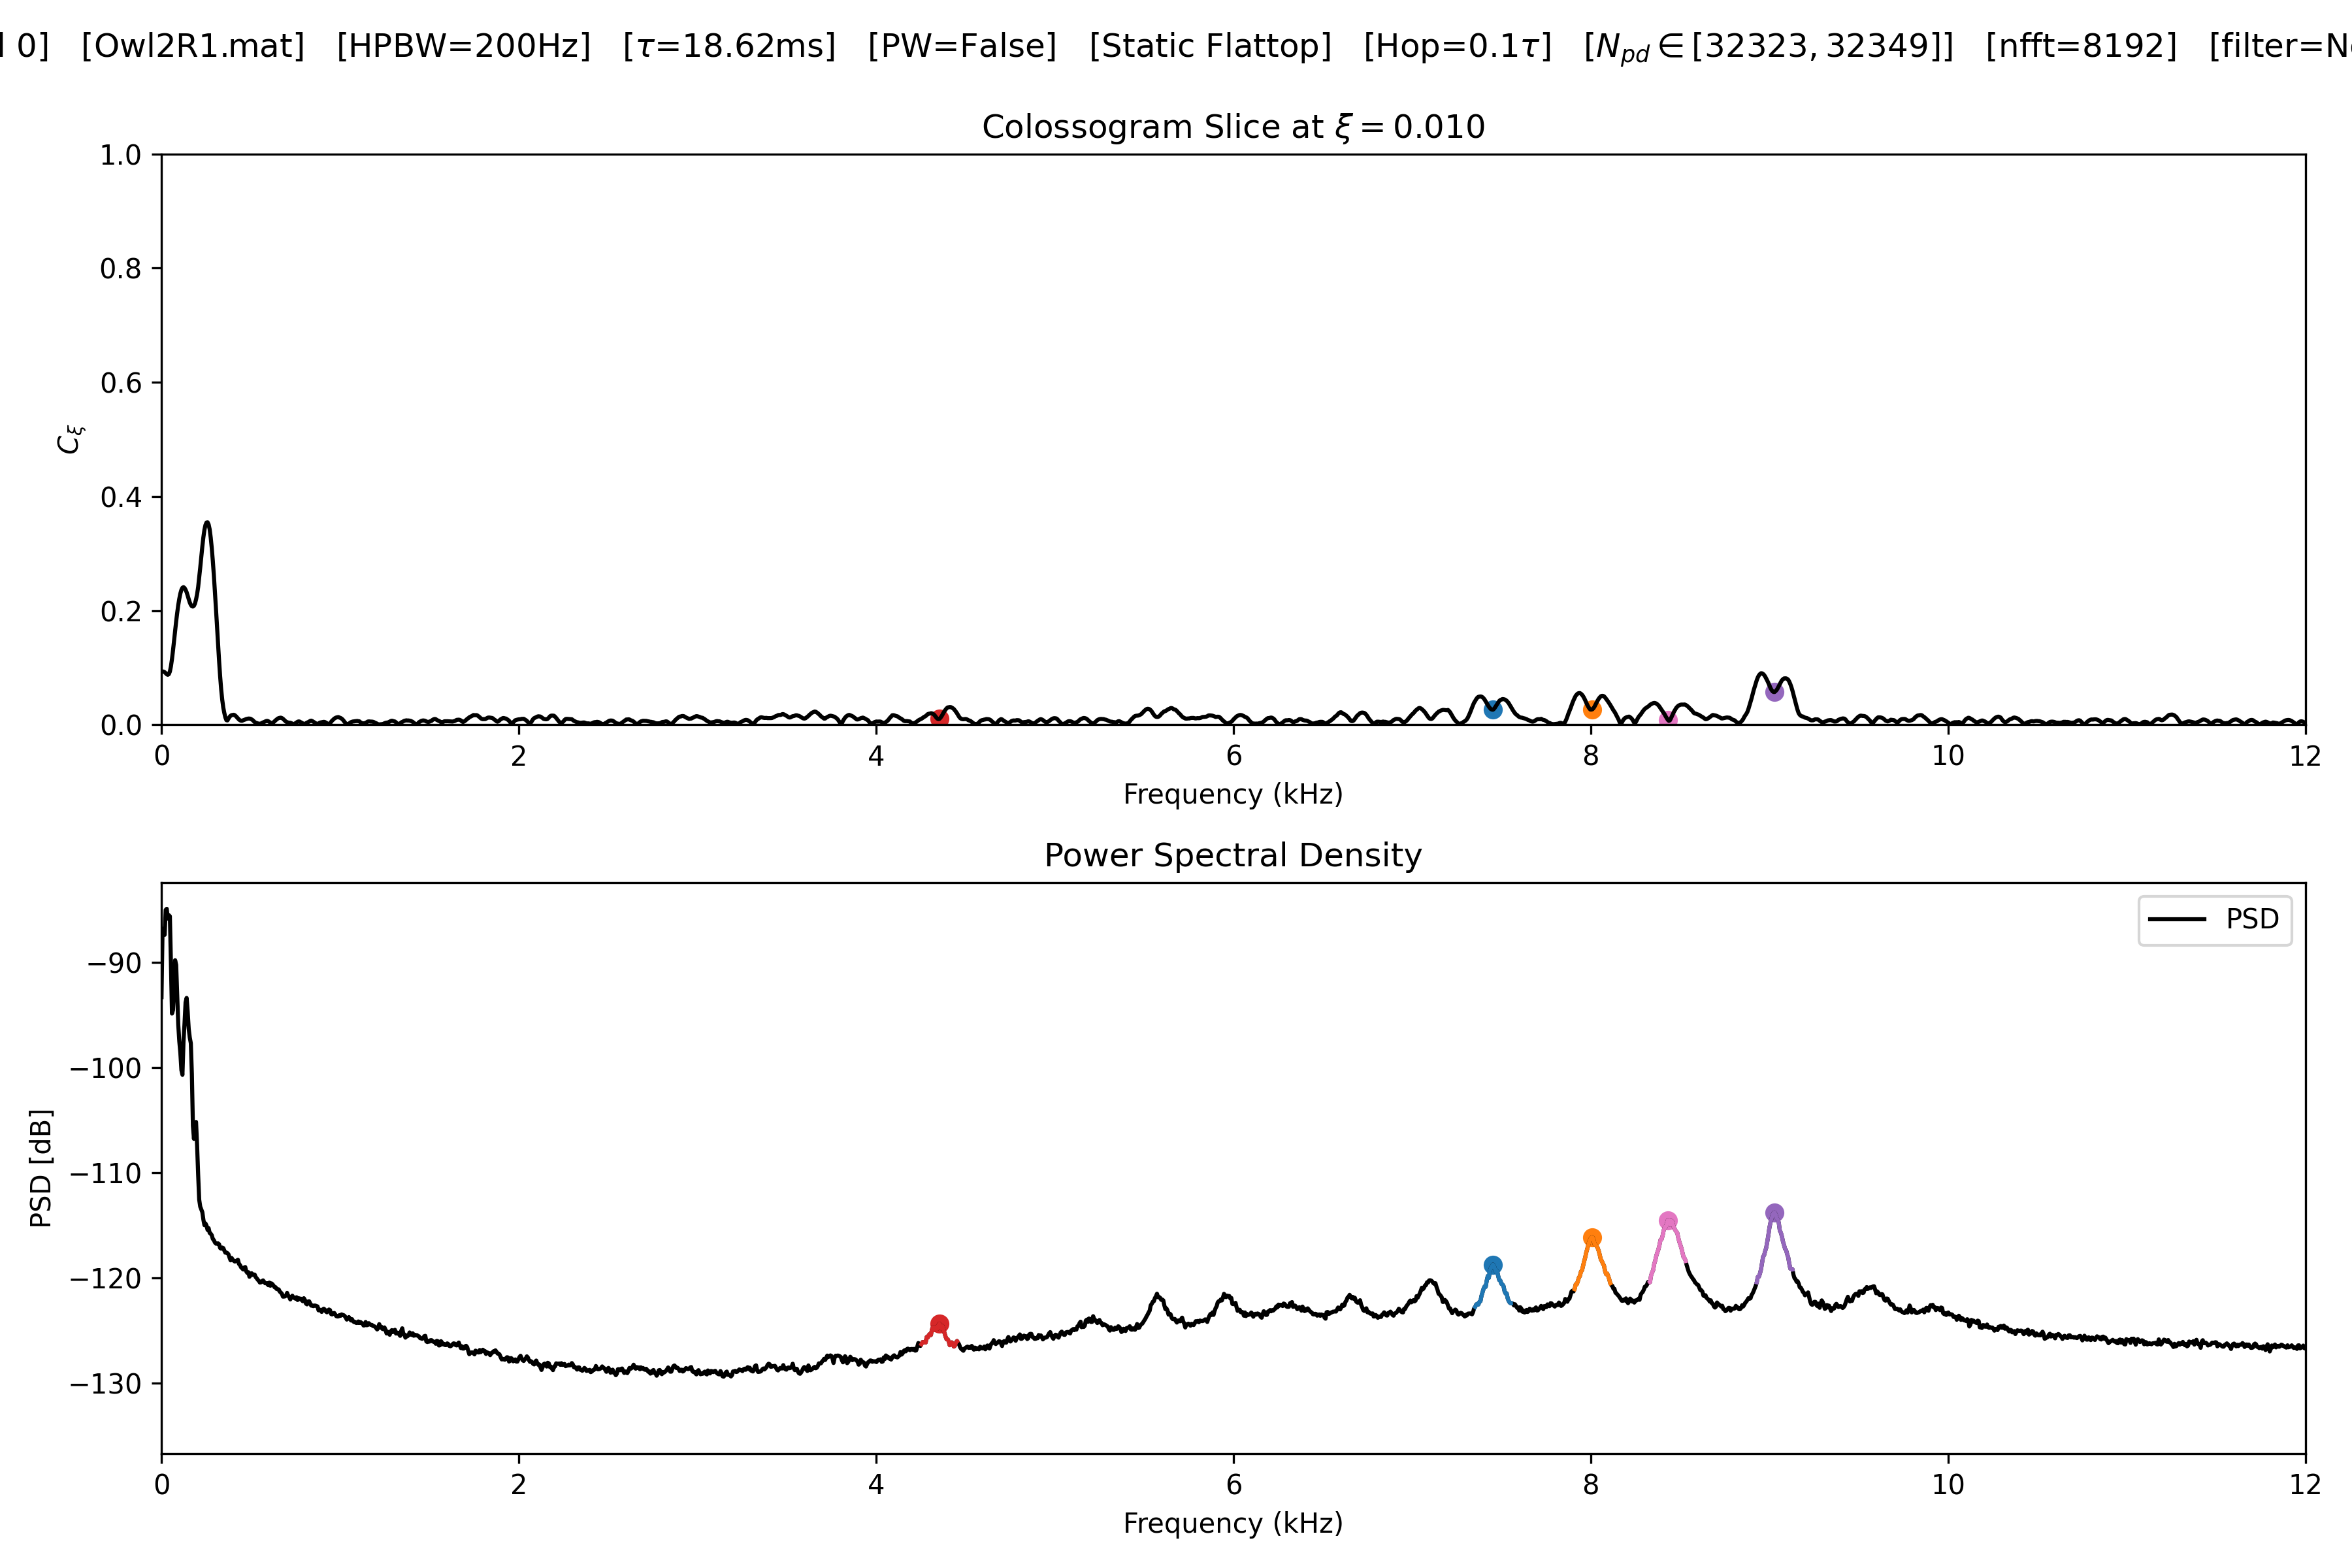 0] [Owl2R1.mat] [HPBW=200Hz] [τ=18.62ms] [PW=False] [Static Flattop] [Hop=0.1τ] [N_pd ∈ [32323, 32349]] [nfft=8192] [filter=N
Colossogram Slice at ξ = 0.010
1.0
0.8
0.6
0.4
0.2
0.0
C_ξ
0 2 4 6 8 10 12
Frequency (kHz)
Power Spectral Density
PSD
−90
−100
−110
−120
−130
PSD [dB]
0 2 4 6 8 10 12
Frequency (kHz)